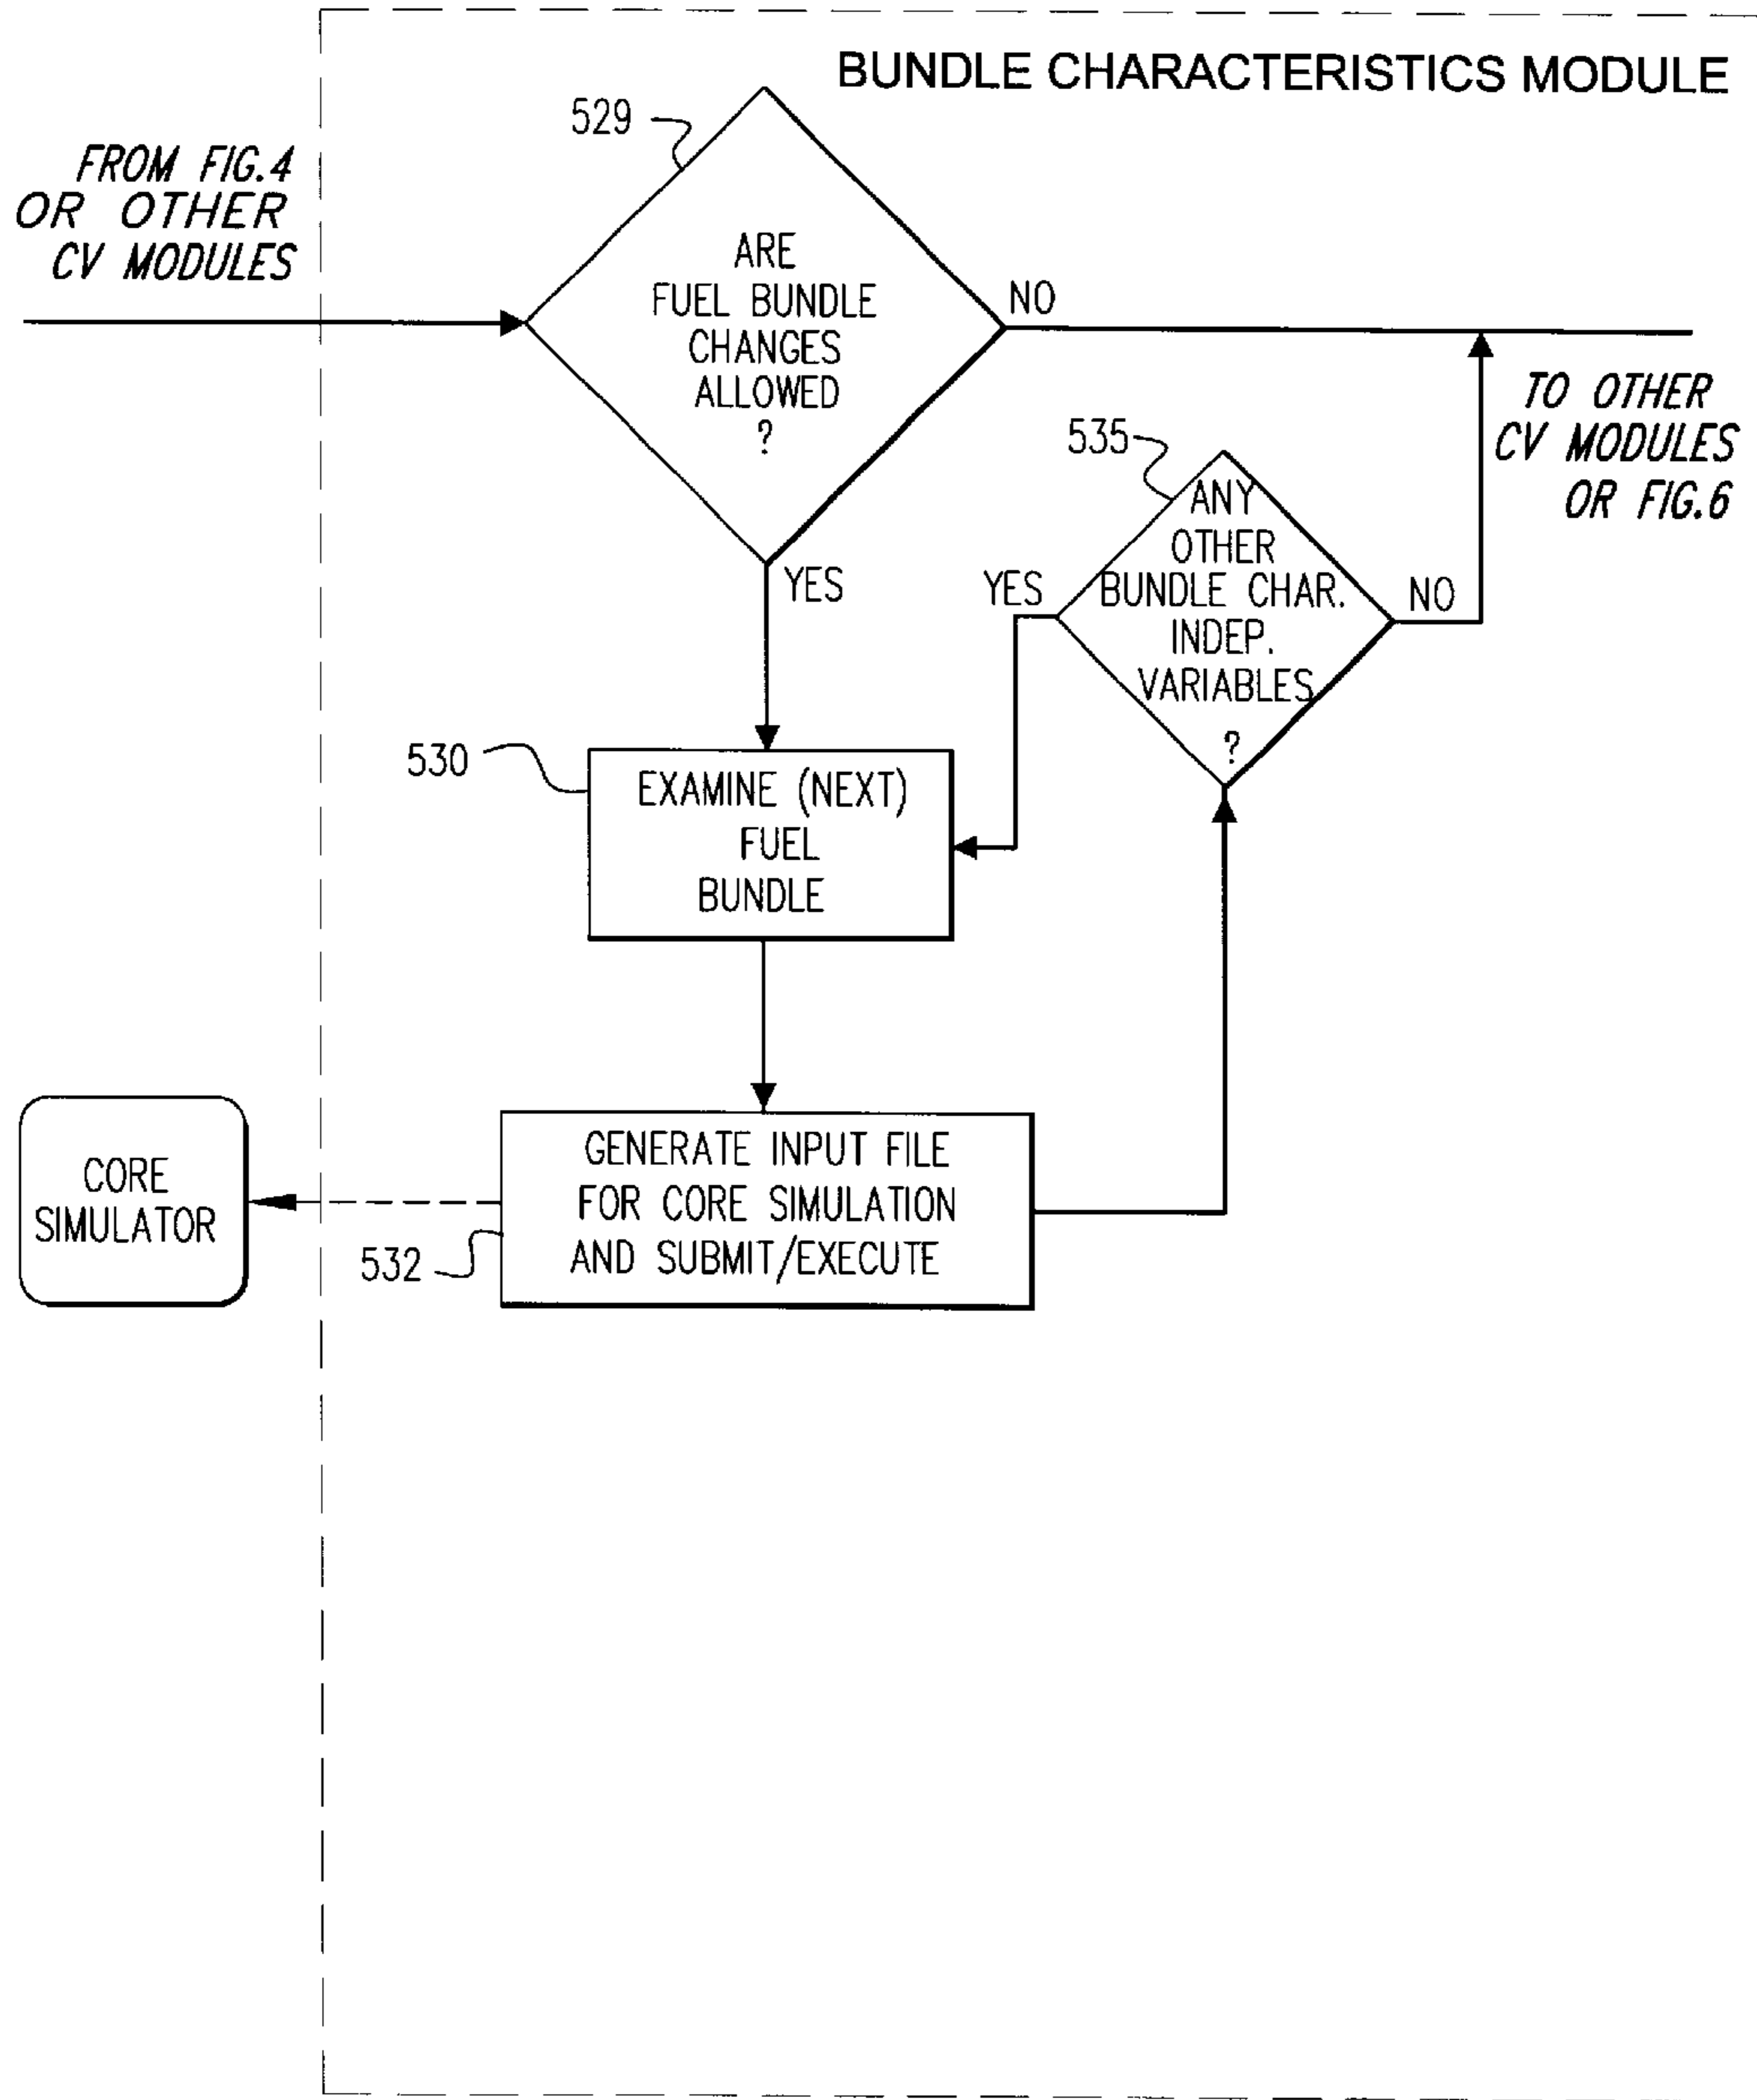 BUNDLE CHARACTERISTICS MODULE
FROM FIG.4
OR OTHER
CV MODULES
529
ARE
FUEL BUNDLE
CHANGES
ALLOWED
?
NO
YES
TO OTHER
CV MODULES
OR FIG.6
535
ANY
OTHER
BUNDLE CHAR.
INDEP.
VARIABLES
?
YES
NO
530
EXAMINE (NEXT)
FUEL
BUNDLE
CORE
SIMULATOR
532
GENERATE INPUT FILE
FOR CORE SIMULATION
AND SUBMIT/EXECUTE